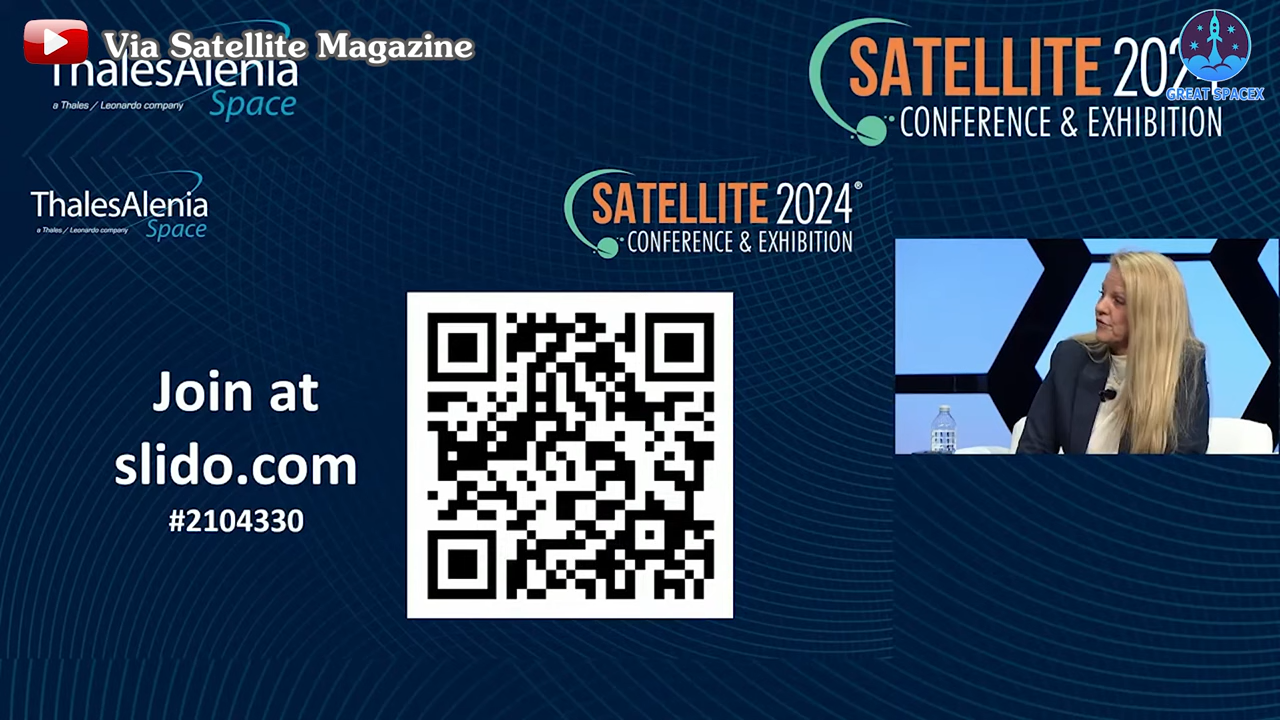 Via Satellite Magazine
ThalesAlenia
a Thales / Leonardo company
Space
SATELLITE 2024
CONFERENCE & EXHIBITION
GREAT SPACEX
ThalesAlenia
a Thales / Leonardo company
Space
SATELLITE 2024®
CONFERENCE & EXHIBITION
Join at
slido.com
#2104330